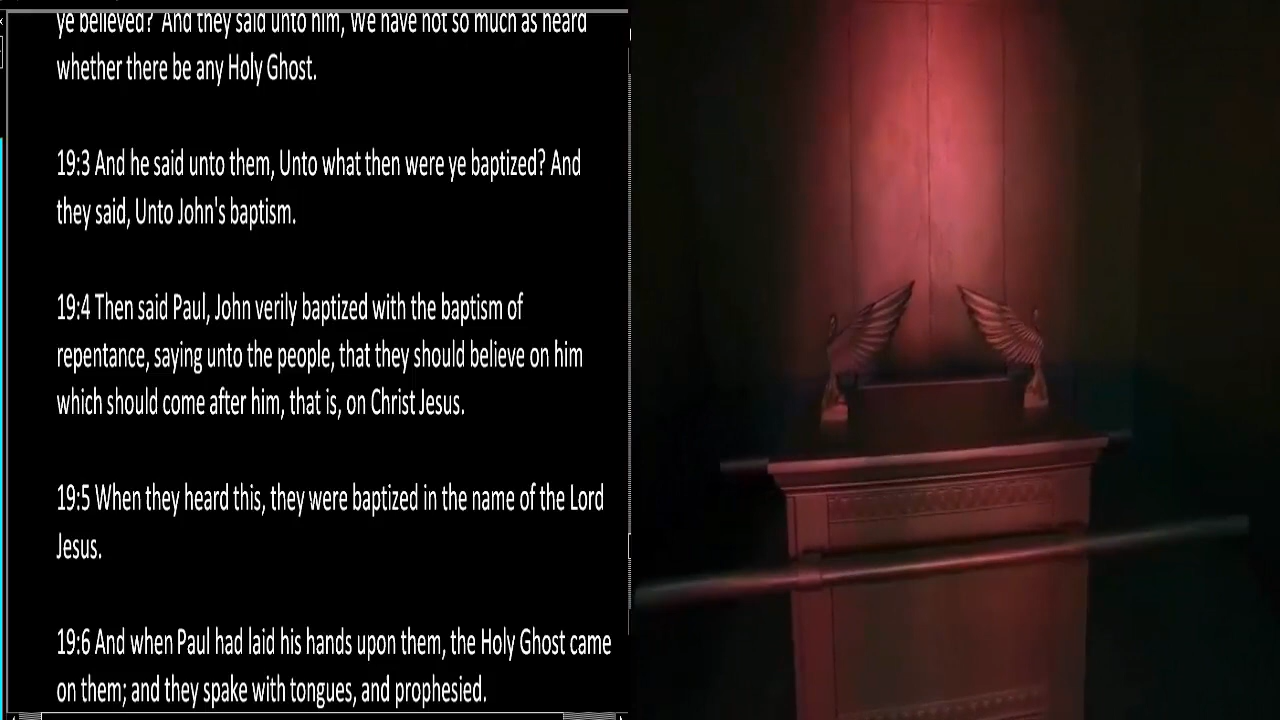 ye believed? And they said unto him, We have not so much as heard
whether there be any Holy Ghost.
19:3 And he said unto them, Unto what then were ye baptized? And
they said, Unto John's baptism.
19:4 Then said Paul, John verily baptized with the baptism of
repentance, saying unto the people, that they should believe on him
which should come after him, that is, on Christ Jesus.
19:5 When they heard this, they were baptized in the name of the Lord
Jesus.
19:6 And when Paul had laid his hands upon them, the Holy Ghost came
on them; and they spake with tongues, and prophesied.